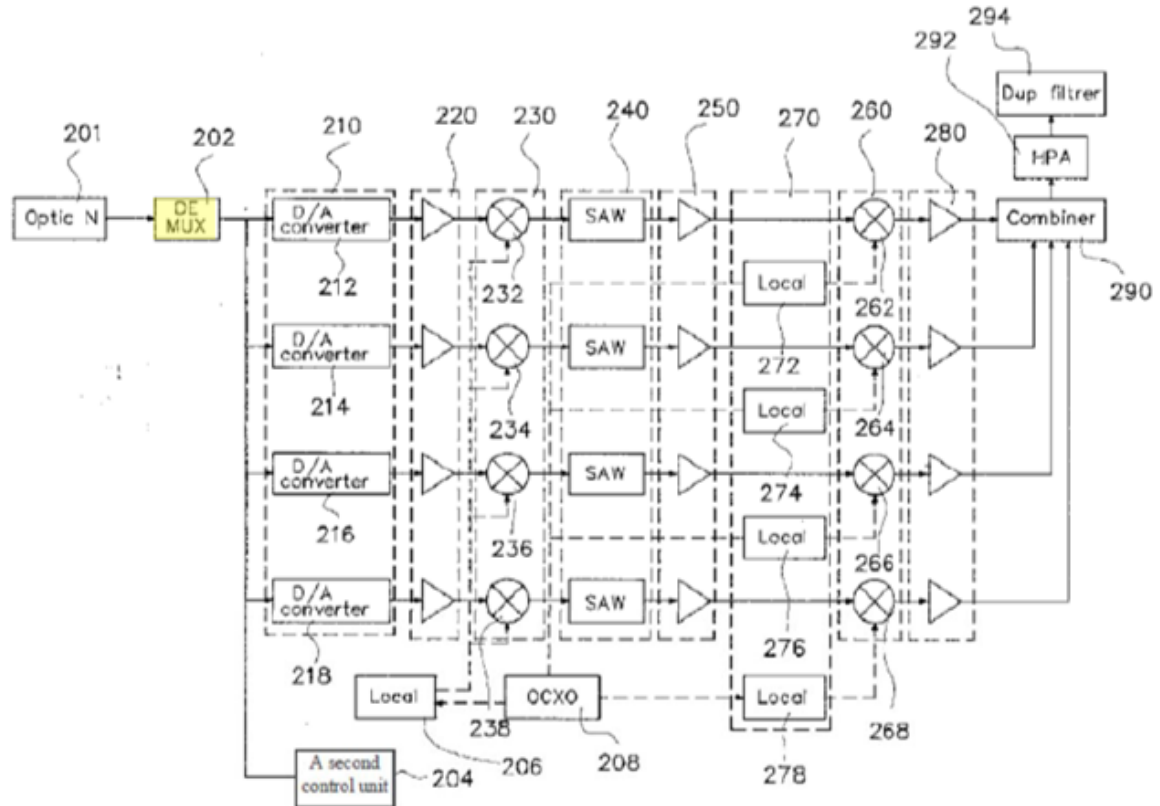 294
292
Dup filtrer
HPA
201
202
210
220
230
240
250
270
260
280
Optic N
DE
MUX
D/A
converter
SAW
Combiner
212
232
Local
262
290
D/A
converter
SAW
272
214
234
Local
264
D/A
converter
SAW
274
216
236
Local
266
D/A
converter
SAW
276
218
Local
238
OCXO
Local
268
206
208
278
A second
control unit
204